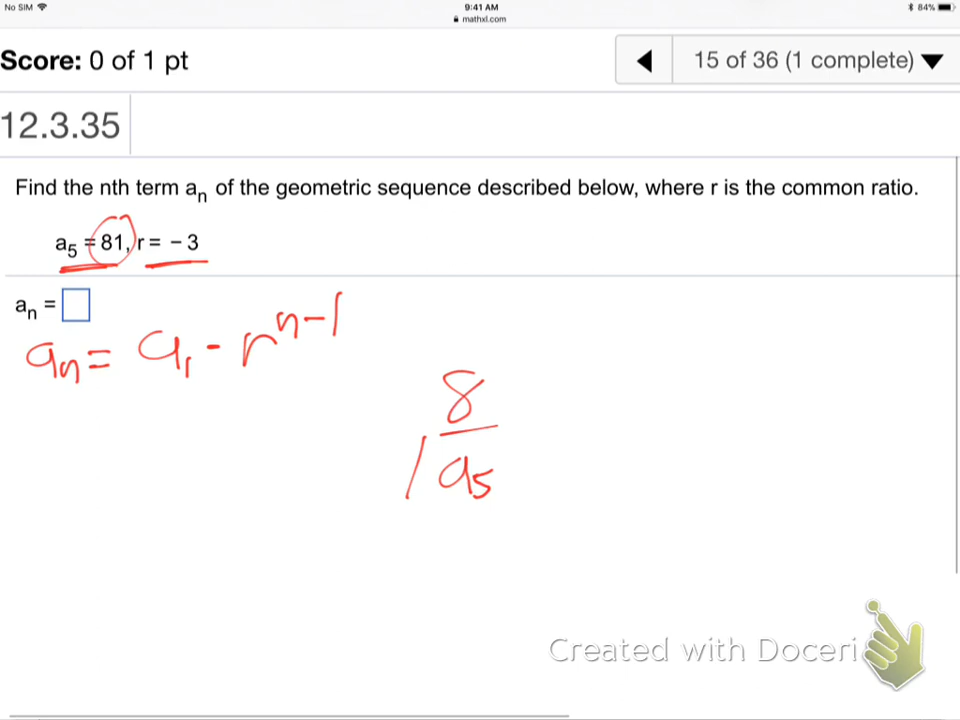 No SIM 9:41 AM 84%
mathxl.com
Score: 0 of 1 pt
15 of 36 (1 complete)
12.3.35
Find the nth term aₙ of the geometric sequence described below, where r is the common ratio.
a₅ = 81, r = − 3
aₙ =
aₙ = a₁ - rⁿ⁻¹
8
1 a₅
Created with Doceri